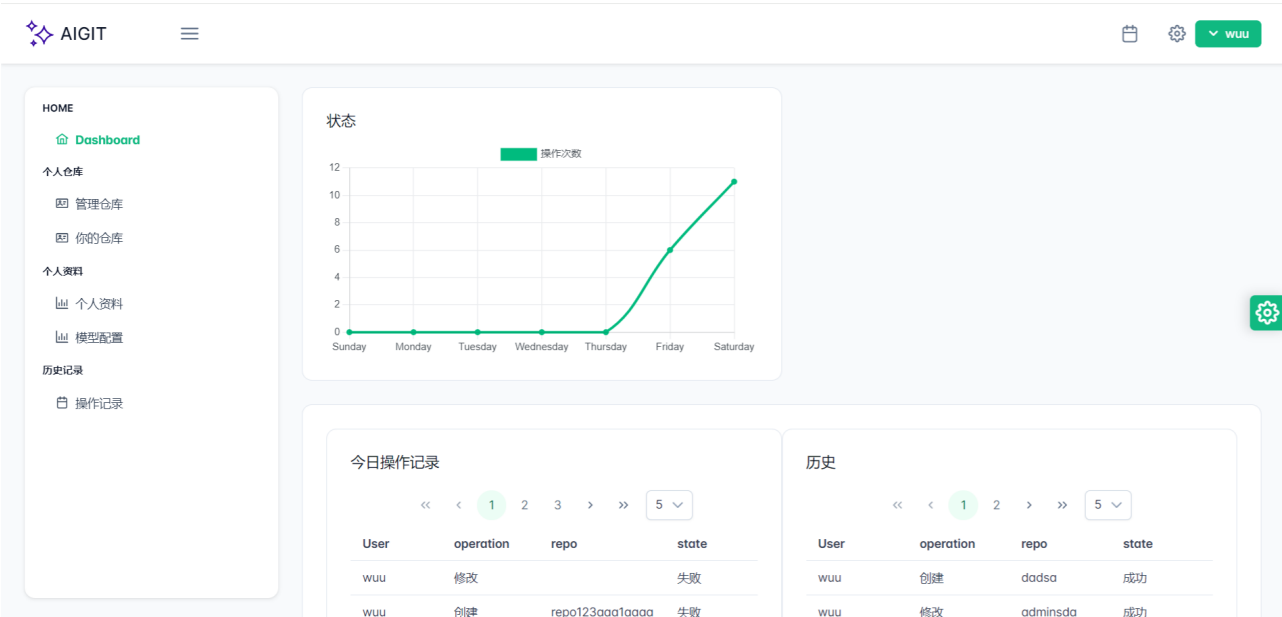 AIGIT
wuu
HOME
Dashboard
个人仓库
管理仓库
你的仓库
个人资料
个人资料
模型配置
历史记录
操作记录
状态
操作次数
12
10
8
6
4
2
0
Sunday Monday Tuesday Wednesday Thursday Friday Saturday
今日操作记录
« ‹ 1 2 3 › » 5
User operation repo state
wuu 修改 失败
wuu 创建 repo123aaa1aaaa 失败
历史
« ‹ 1 2 › » 5
User operation repo state
wuu 创建 dadsa 成功
wuu 修改 adminsda 成功